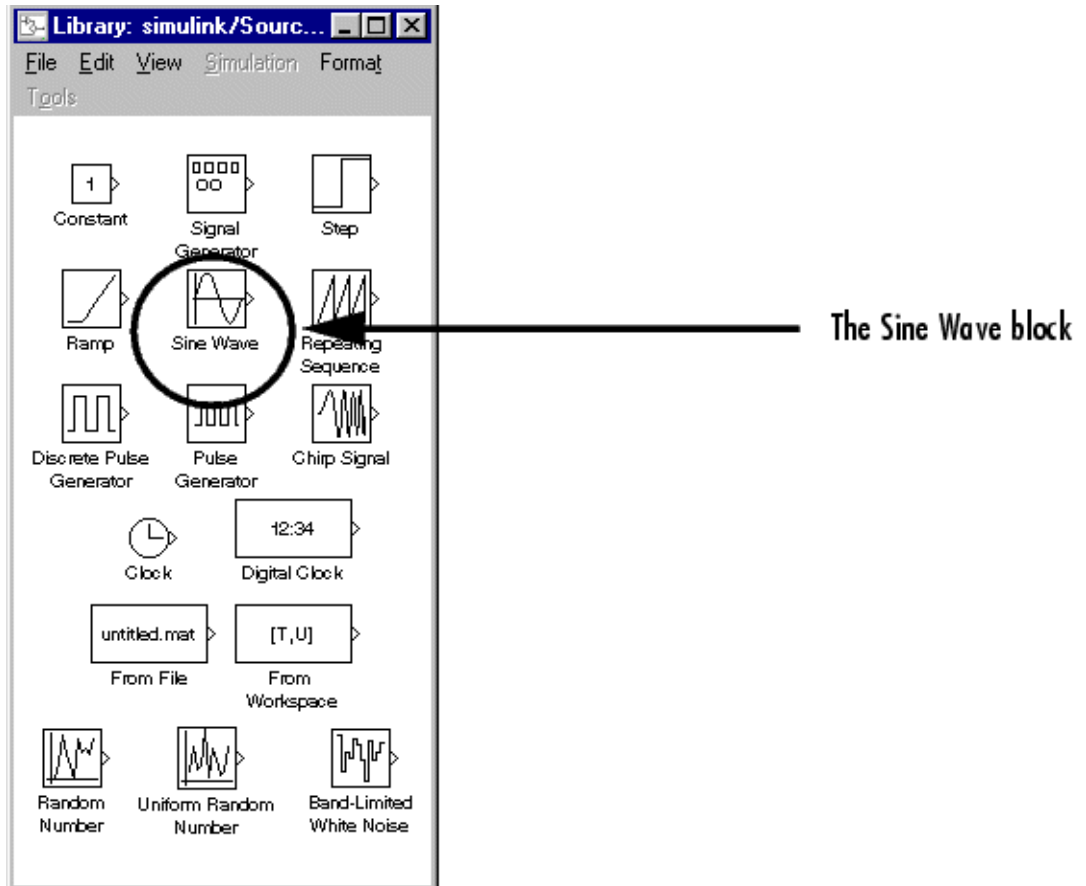 Library: simulink/Sourc...
File Edit View Simulation Format
Tools
1
Constant
Signal
Generator
Step
Ramp
Sine Wave
Repeating
Sequence
The Sine Wave block
Discrete Pulse
Generator
Pulse
Generator
Chirp Signal
Clock
12:34
Digital Clock
untitled.mat
From File
[T,U]
From
Workspace
Random
Number
Uniform Random
Number
Band-Limited
White Noise